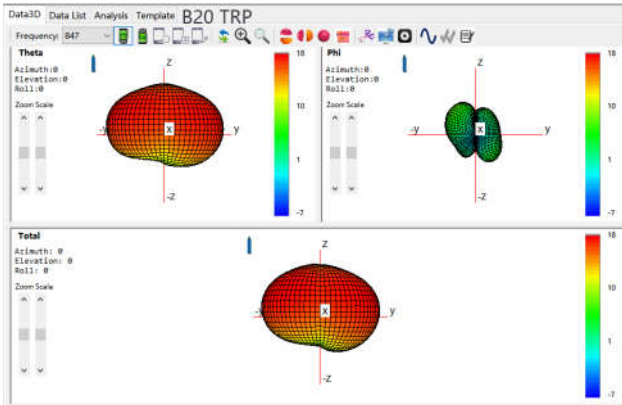 Data3D Data List Analysis Template B20 TRP
Frequency: 847
Theta
Azimuth:0
Elevation:0
Roll:0
Zoom Scale
Z
-y
X
y
-Z
18
10
1
-7
Phi
Azimuth:0
Elevation:0
Roll:0
Zoom Scale
Z
-y
X
y
-Z
18
10
1
-7
Total
Azimuth: 0
Elevation: 0
Roll: 0
Zoom Scale
Z
-y
X
y
-Z
18
10
1
-7